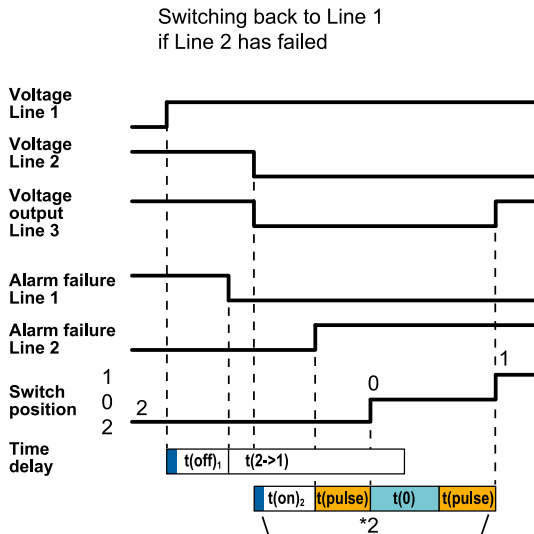 Switching back to Line 1
if Line 2 has failed
Voltage
Line 1
Voltage
Line 2
Voltage
output
Line 3
Alarm failure
Line 1
Alarm failure
Line 2
Switch
position
1
0
2
2
0
1
Time
delay
t(off)₁
t(2->1)
t(on)₂
t(pulse)
t(0)
t(pulse)
*2